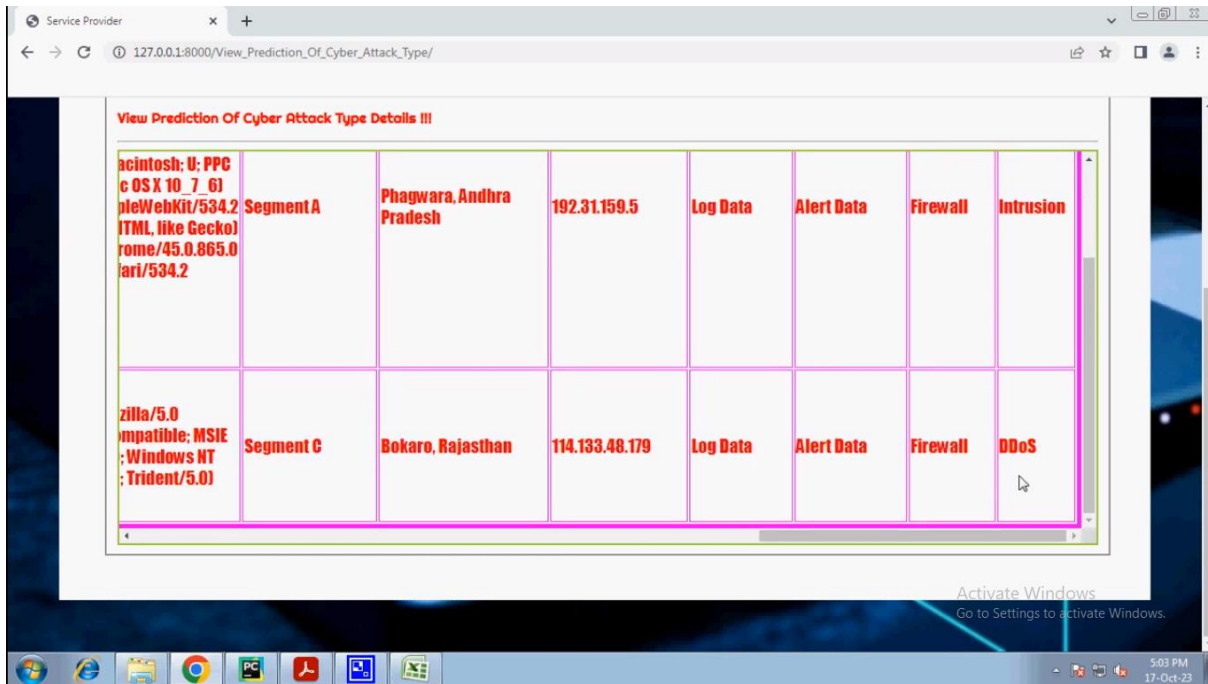 Service Provider
127.0.0.1:8000/View_Prediction_Of_Cyber_Attack_Type/
View Prediction Of Cyber Attack Type Details !!!
acintosh; U; PPC
c OS X 10_7_6)
pleWebKit/534.2
ITML, like Gecko)
rome/45.0.865.0
fari/534.2
Segment A
Phagwara, Andhra
Pradesh
192.31.159.5
Log Data
Alert Data
Firewall
Intrusion
zilla/5.0
ompatible; MSIE
; Windows NT
; Trident/5.0)
Segment C
Bokaro, Rajasthan
114.133.48.179
Log Data
Alert Data
Firewall
DDoS
Activate Windows
Go to Settings to activate Windows.
PC
5:03 PM
17-Oct-23